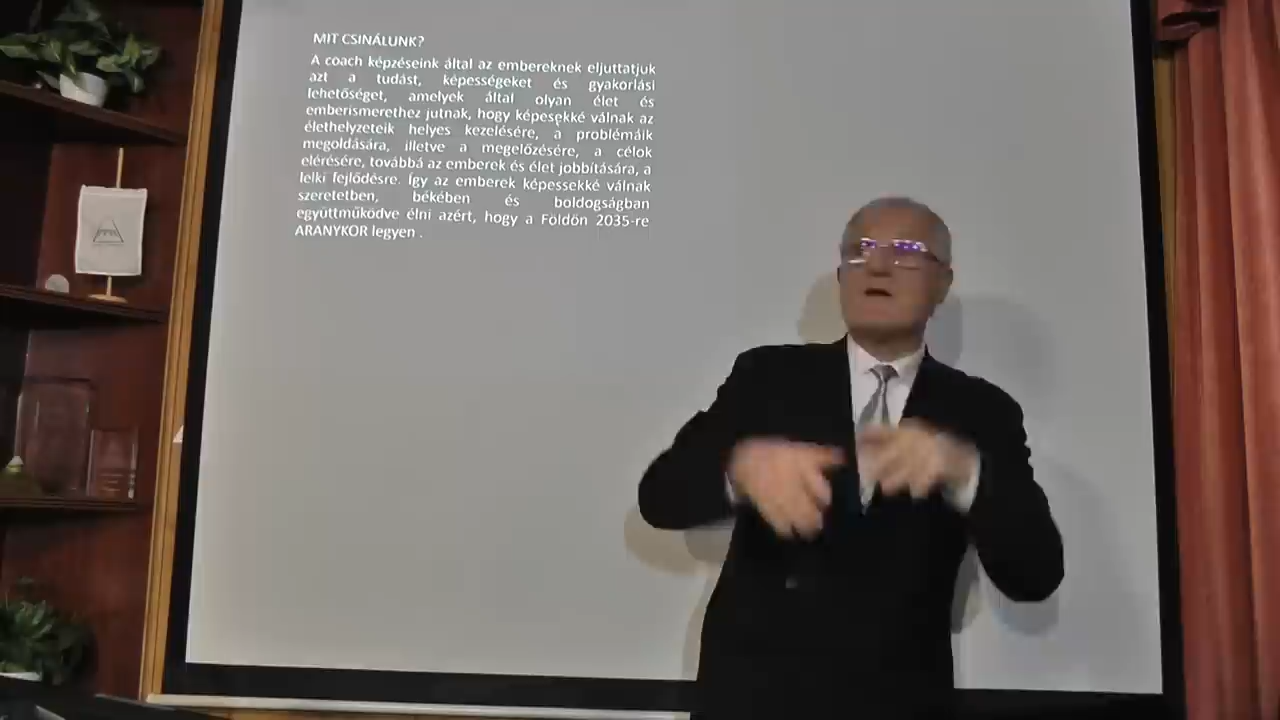 MIT CSINÁLUNK?
A coach képzéseink által az embereknek eljuttatjuk
azt a tudást, képességeket és gyakorlási
lehetőséget, amelyek által olyan élet és
emberismerethez jutnak, hogy képesekké válnak az
élethelyzeteik helyes kezelésére, a problémáik
megoldására, illetve a megelőzésére, a célok
elérésére, továbbá az emberek és élet jobbítására, a
lelki fejlődésre. Így az emberek képessekké válnak
szeretetben, békében és boldogságban
együttműködve élni azért, hogy a Földön 2035-re
ARANYKOR legyen .